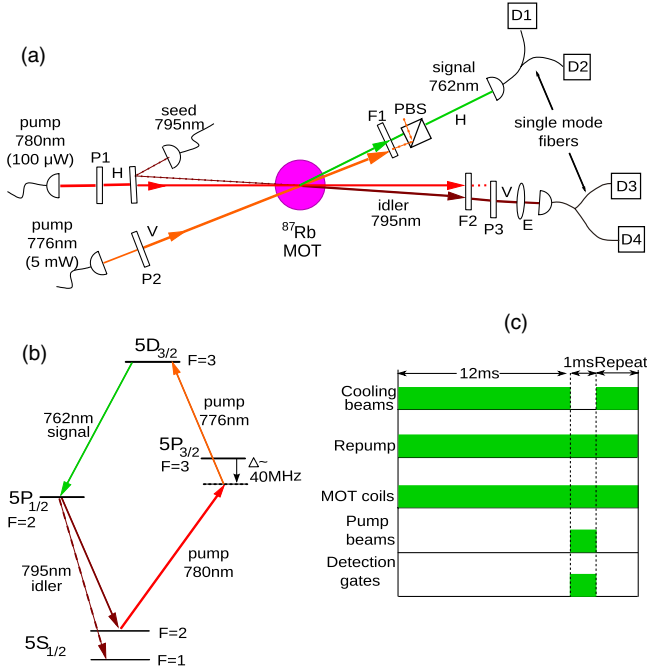 (a)
pump
780nm
(100 µW)
P1
H
seed
795nm
pump
776nm
(5 mW)
V
P2
87Rb
MOT
signal
762nm
F1
PBS
H
D1
D2
single mode
fibers
idler
795nm
F2
P3
V
E
D3
D4
(b)
5D3/2
F=3
762nm
signal
pump
776nm
5P3/2
F=3
Δ~
40MHz
5P1/2
F=2
795nm
idler
pump
780nm
5S1/2
F=2
F=1
(c)
12ms
1ms
Repeat
Cooling
beams
Repump
MOT coils
Pump
beams
Detection
gates